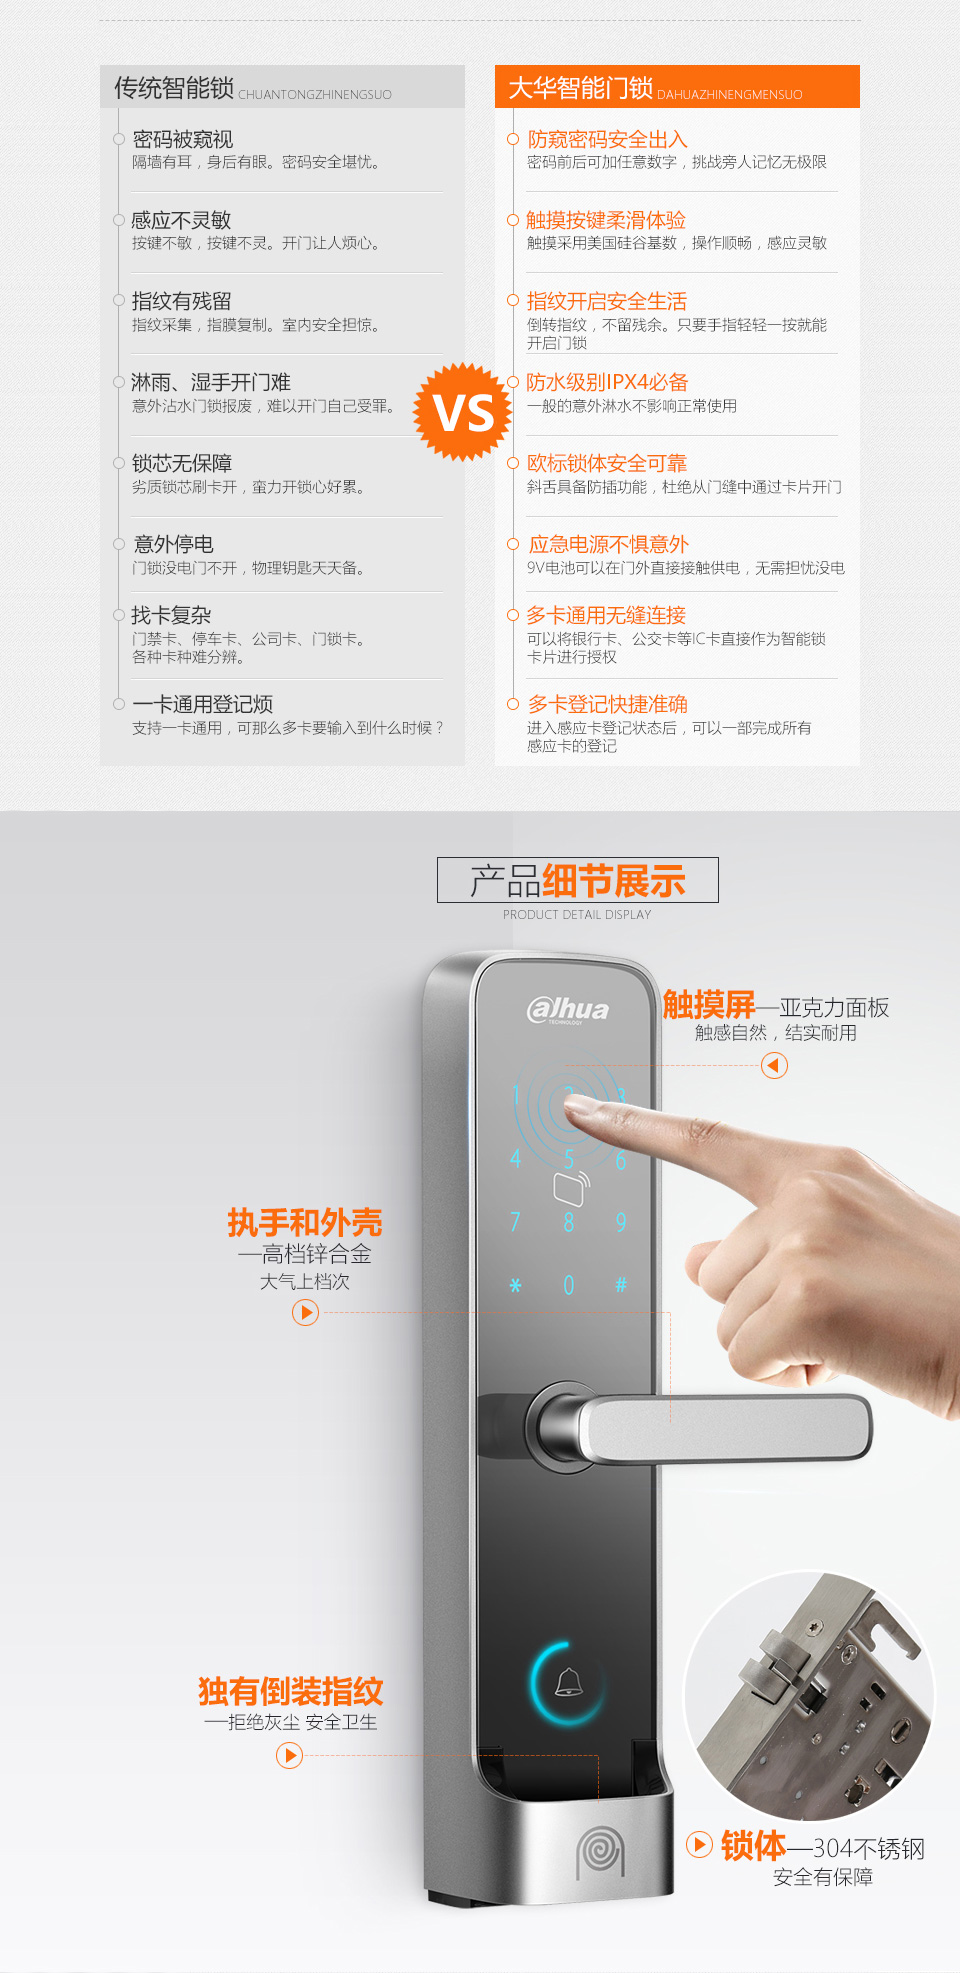 传统智能锁 CHUANTONGZHINENGSUO
密码被窥视
隔墙有耳，身后有眼。密码安全堪忧。
感应不灵敏
按键不敏，按键不灵。开门让人烦心。
指纹有残留
指纹采集，指膜复制。室内安全担惊。
淋雨、湿手开门难
意外沾水门锁报废，难以开门自己受罪。
锁芯无保障
劣质锁芯刷卡开，蛮力开锁心好累。
意外停电
门锁没电门不开，物理钥匙天天备。
找卡复杂
门禁卡、停车卡、公司卡、门锁卡。
各种卡种难分辨。
一卡通用登记烦
支持一卡通用，可那么多卡要输入到什么时候？
VS
大华智能门锁 DAHUAZHINENGMENSUO
防窥密码安全出入
密码前后可加任意数字，挑战旁人记忆无极限
触摸按键柔滑体验
触摸采用美国硅谷基数，操作顺畅，感应灵敏
指纹开启安全生活
倒转指纹，不留残余。只要手指轻轻一按就能
开启门锁
防水级别IPX4必备
一般的意外淋水不影响正常使用
欧标锁体安全可靠
斜舌具备防插功能，杜绝从门缝中通过卡片开门
应急电源不惧意外
9V电池可以在门外直接接触供电，无需担忧没电
多卡通用无缝连接
可以将银行卡、公交卡等IC卡直接作为智能锁
卡片进行授权
多卡登记快捷准确
进入感应卡登记状态后，可以一部完成所有
感应卡的登记
产品细节展示
PRODUCT DETAIL DISPLAY
alhua
TECHNOLOGY
触摸屏—亚克力面板
触感自然，结实耐用
1 2 3
4 5 6
7 8 9
* 0 #
执手和外壳
—高档锌合金
大气上档次
独有倒装指纹
—拒绝灰尘 安全卫生
锁体—304不锈钢
安全有保障